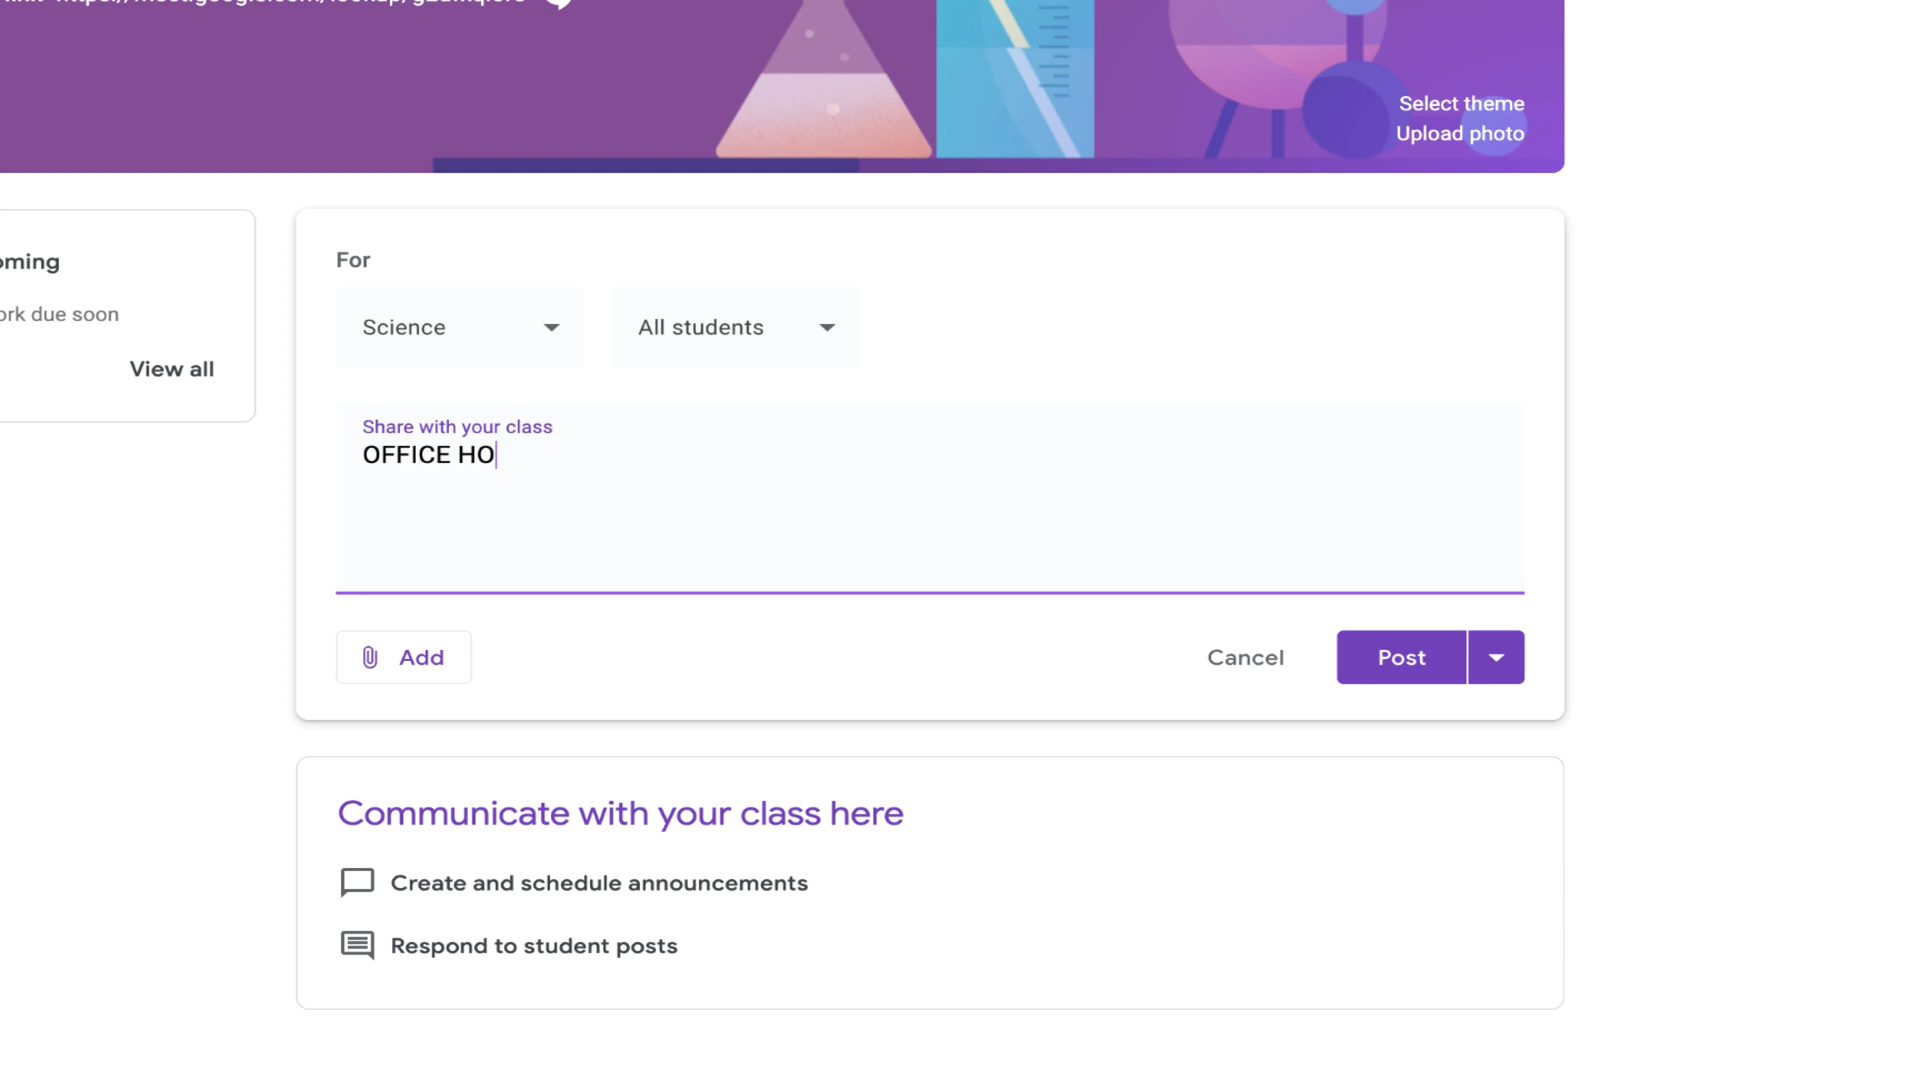 Select theme
Upload photo
oming
ork due soon
View all
For
Science
All students
Share with your class
OFFICE HO
Add
Cancel
Post
Communicate with your class here
Create and schedule announcements
Respond to student posts